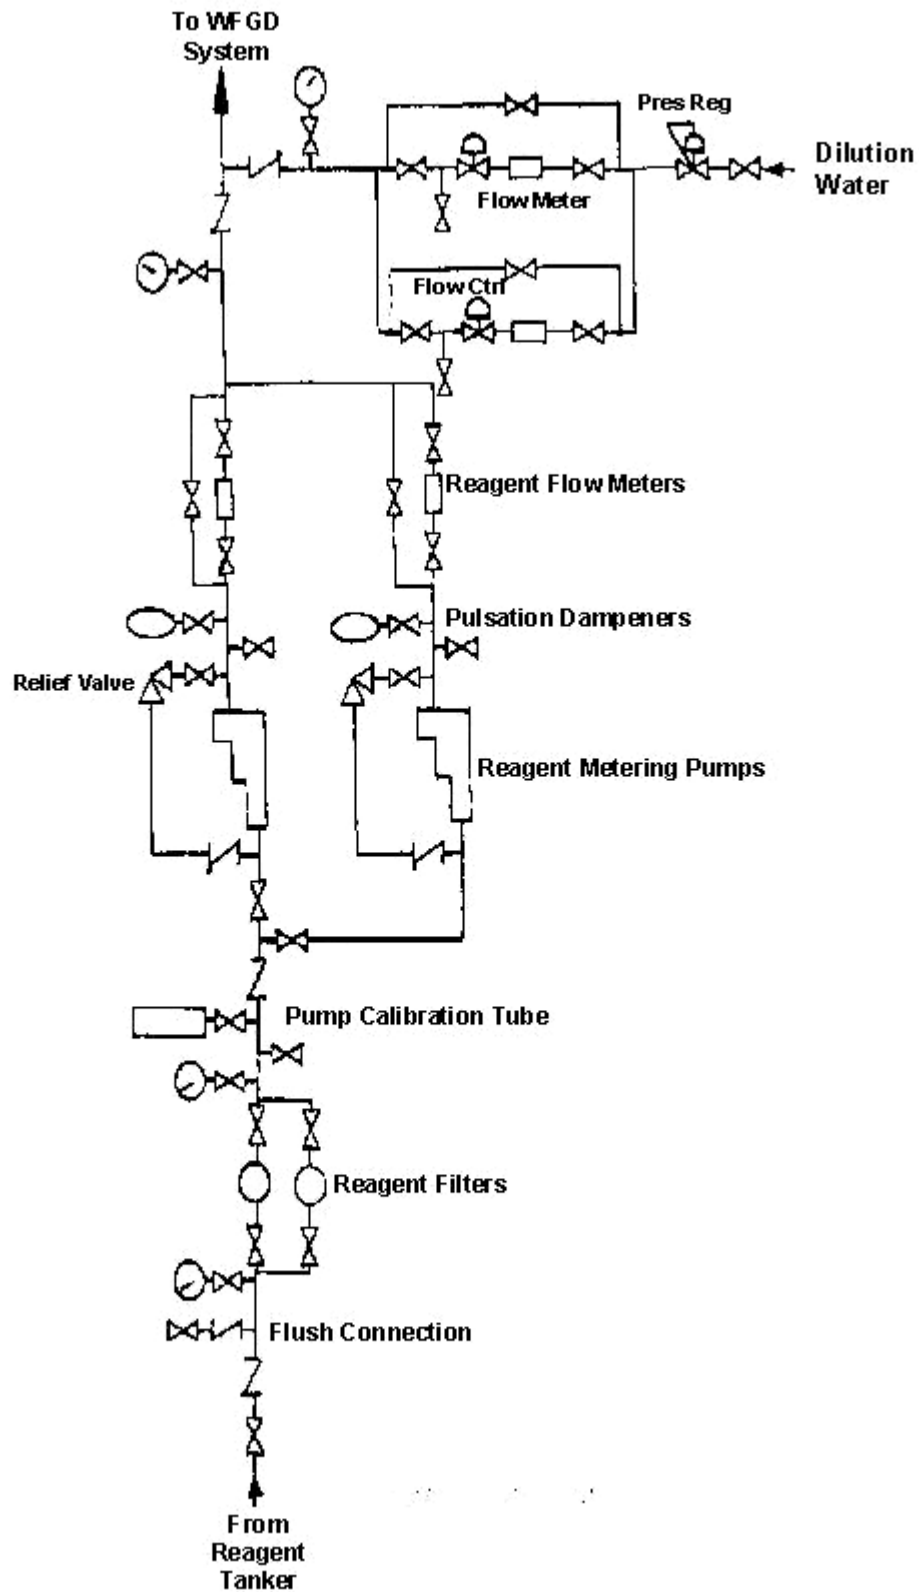 To WFGD
System
Pres Reg
Dilution
Water
Flow Meter
Flow Ctrl
Reagent Flow Meters
Pulsation Dampeners
Relief Valve
Reagent Metering Pumps
Pump Calibration Tube
Reagent Filters
Flush Connection
From
Reagent
Tanker